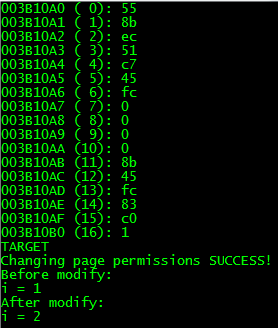 003B10A0 ( 0): 55
003B10A1 ( 1): 8b
003B10A2 ( 2): ec
003B10A3 ( 3): 51
003B10A4 ( 4): c7
003B10A5 ( 5): 45
003B10A6 ( 6): fc
003B10A7 ( 7): 0
003B10A8 ( 8): 0
003B10A9 ( 9): 0
003B10AA (10): 0
003B10AB (11): 8b
003B10AC (12): 45
003B10AD (13): fc
003B10AE (14): 83
003B10AF (15): c0
003B10B0 (16): 1
TARGET
Changing page permissions SUCCESS!
Before modify:
i = 1
After modify:
i = 2